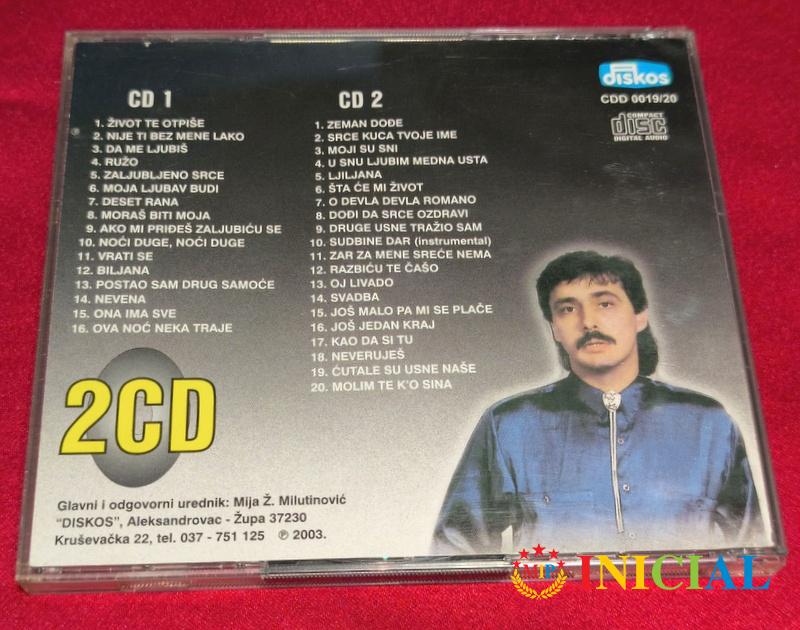 diskos
CDD 0019/20
COMPACT
disc
DIGITAL AUDIO
CD 1
1. ŽIVOT TE OTPIŠE
2. NIJE TI BEZ MENE LAKO
3. DA ME LJUBIŠ
4. RUŽO
5. ZALJUBLJENO SRCE
6. MOJA LJUBAV BUDI
7. DESET RANA
8. MORAŠ BITI MOJA
9. AKO MI PRIĐEŠ ZALJUBIĆU SE
10. NOĆI DUGE, NOĆI DUGE
11. VRATI SE
12. BILJANA
13. POSTAO SAM DRUG SAMOĆE
14. NEVENA
15. ONA IMA SVE
16. OVA NOĆ NEKA TRAJE
CD 2
1. ZEMAN DOĐE
2. SRCE KUCA TVOJE IME
3. MOJI SU SNI
4. U SNU LJUBIM MEDNA USTA
5. LJILJANA
6. ŠTA ĆE MI ŽIVOT
7. O DEVLA DEVLA ROMANO
8. DOĐI DA SRCE OZDRAVI
9. DRUGE USNE TRAŽIO SAM
10. SUDBINE DAR (instrumental)
11. ZAR ZA MENE SREĆE NEMA
12. RAZBIĆU TE ČAŠO
13. OJ LIVADO
14. SVADBA
15. JOŠ MALO PA MI SE PLAČE
16. JOŠ JEDAN KRAJ
17. KAO DA SI TU
18. NEVERUJEŠ
19. ĆUTALE SU USNE NAŠE
20. MOLIM TE K'O SINA
2CD
Glavni i odgovorni urednik: Mija Ž. Milutinović
"DISKOS", Aleksandrovac - Župa 37230
Kruševačka 22, tel. 037 - 751 125 ℗ 2003.
MIP INICIAL